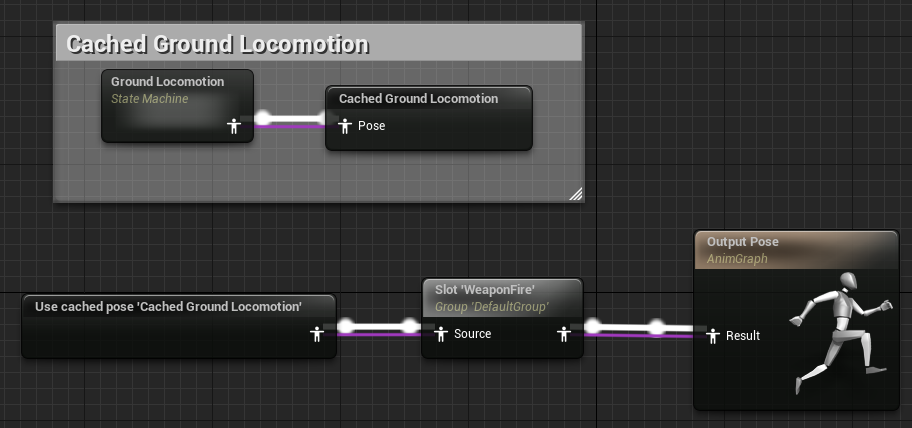 Cached Ground Locomotion
Ground Locomotion
State Machine
Cached Ground Locomotion
Pose
Use cached pose 'Cached Ground Locomotion'
Slot 'WeaponFire'
Group 'DefaultGroup'
Source
Output Pose
AnimGraph
Result